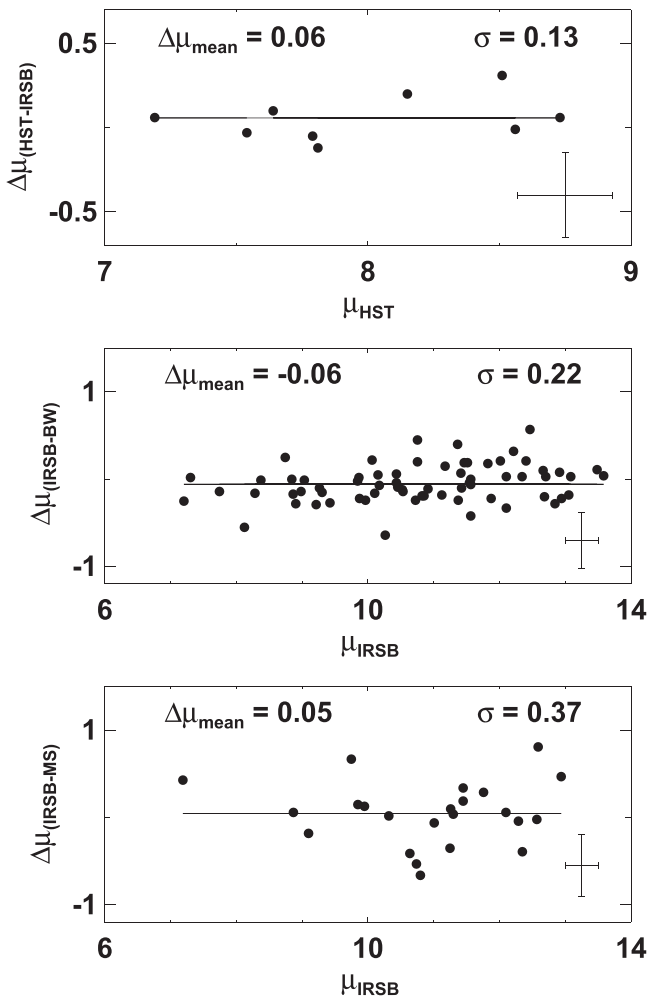 Δμmean = 0.06 σ = 0.13
0.5
-0.5
Δμ(HST-IRSB)
7 8 9
μHST
Δμmean = -0.06 σ = 0.22
1
-1
Δμ(IRSB-BW)
6 10 14
μIRSB
Δμmean = 0.05 σ = 0.37
1
-1
Δμ(IRSB-MS)
6 10 14
μIRSB